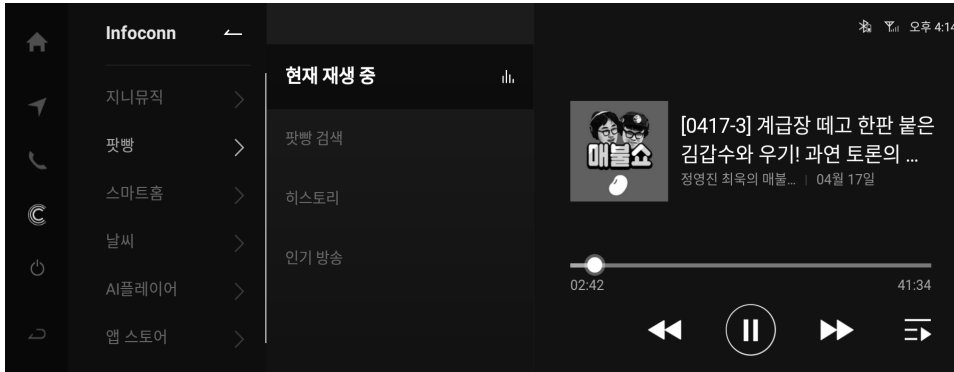 Infoconn
지니뮤직
팟빵
스마트홈
날씨
AI플레이어
앱 스토어
현재 재생 중
팟빵 검색
히스토리
인기 방송
오후 4:14
매불쇼
[0417-3] 계급장 떼고 한판 붙은
김갑수와 우기! 과연 토론의 ...
정영진 최욱의 매불... | 04월 17일
02:42
41:34